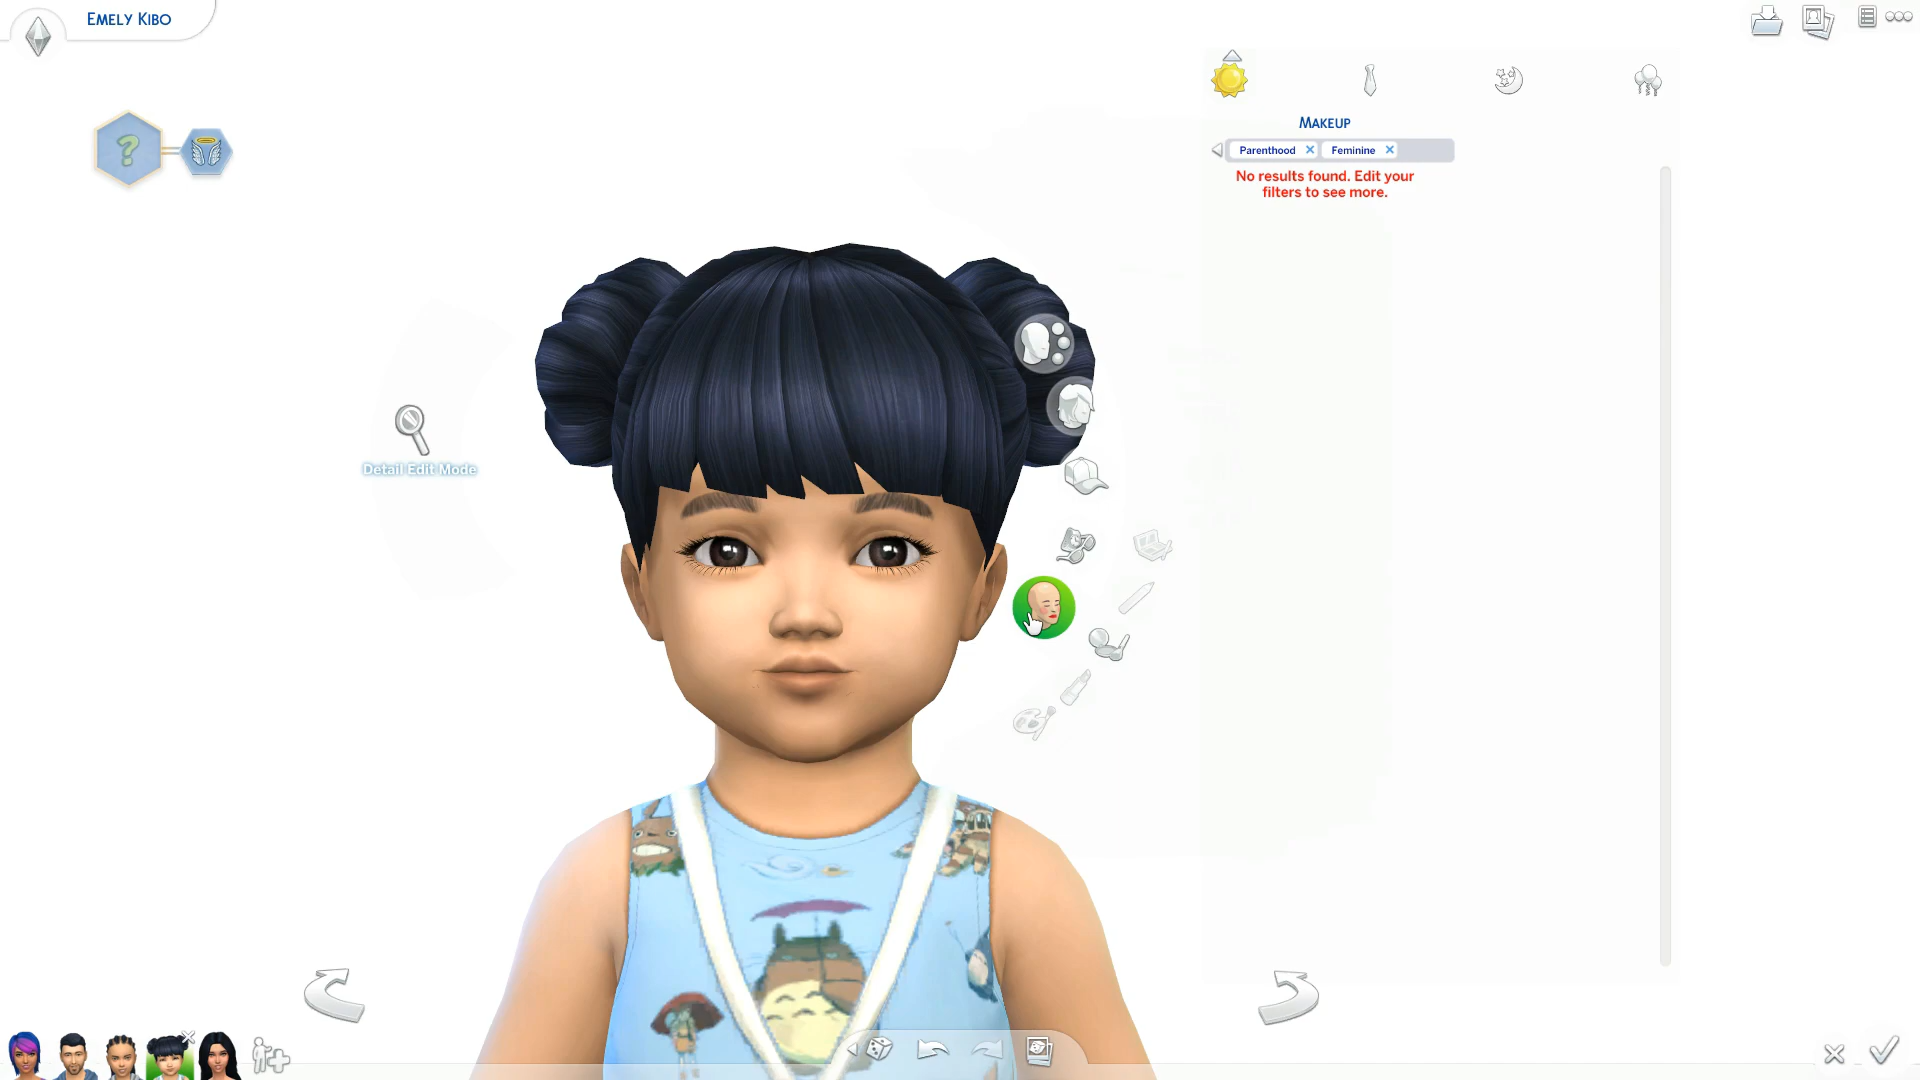 Emely Kibo
Makeup
Parenthood
Feminine
No results found. Edit your
filters to see more.
Detail Edit Mode